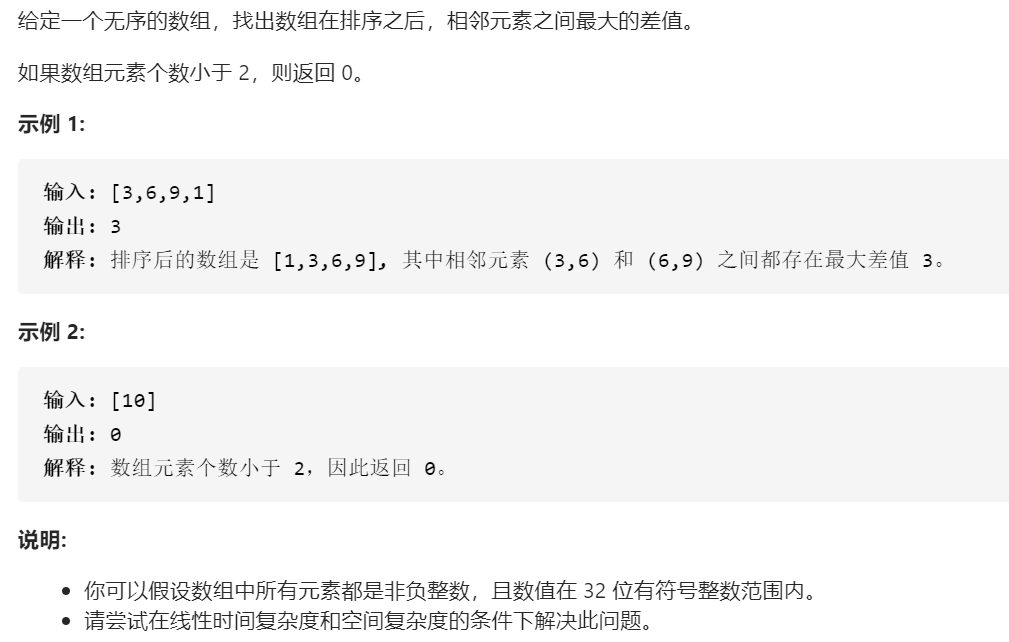 给定一个无序的数组，找出数组在排序之后，相邻元素之间最大的差值。
如果数组元素个数小于 2，则返回 0。
示例 1:
输入: [3,6,9,1]
输出: 3
解释: 排序后的数组是 [1,3,6,9], 其中相邻元素 (3,6) 和 (6,9) 之间都存在最大差值 3。
示例 2:
输入: [10]
输出: 0
解释: 数组元素个数小于 2，因此返回 0。
说明:
• 你可以假设数组中所有元素都是非负整数，且数值在 32 位有符号整数范围内。
• 请尝试在线性时间复杂度和空间复杂度的条件下解决此问题。